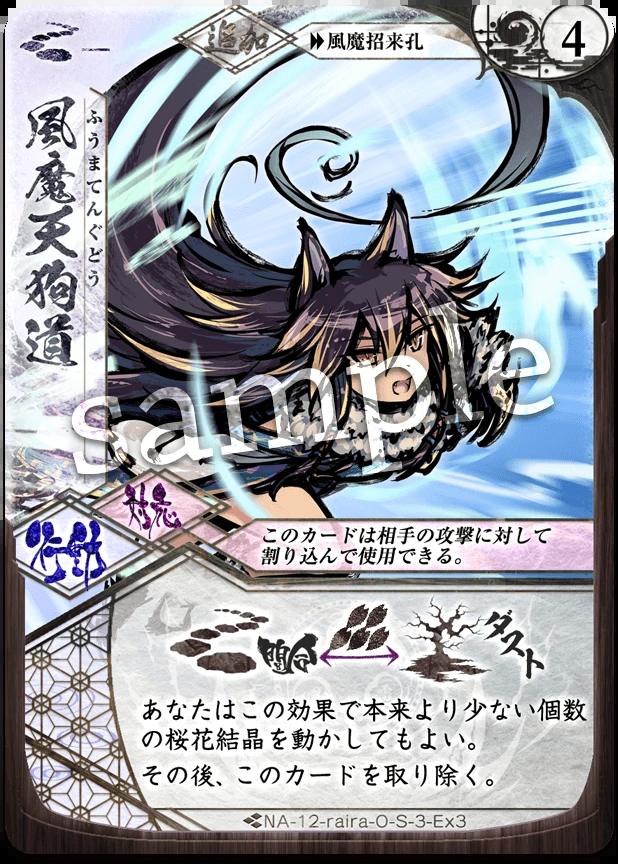 追加
▶▶風魔招来孔
4
風魔天狗道
ふうまてんぐどう
sample
対応
行動
このカードは相手の攻撃に対して
割り込んで使用できる。
間合
ダスト
あなたはこの効果で本来より少ない個数
の桜花結晶を動かしてもよい。
その後、このカードを取り除く。
NA-12-raira-O-S-3-Ex3